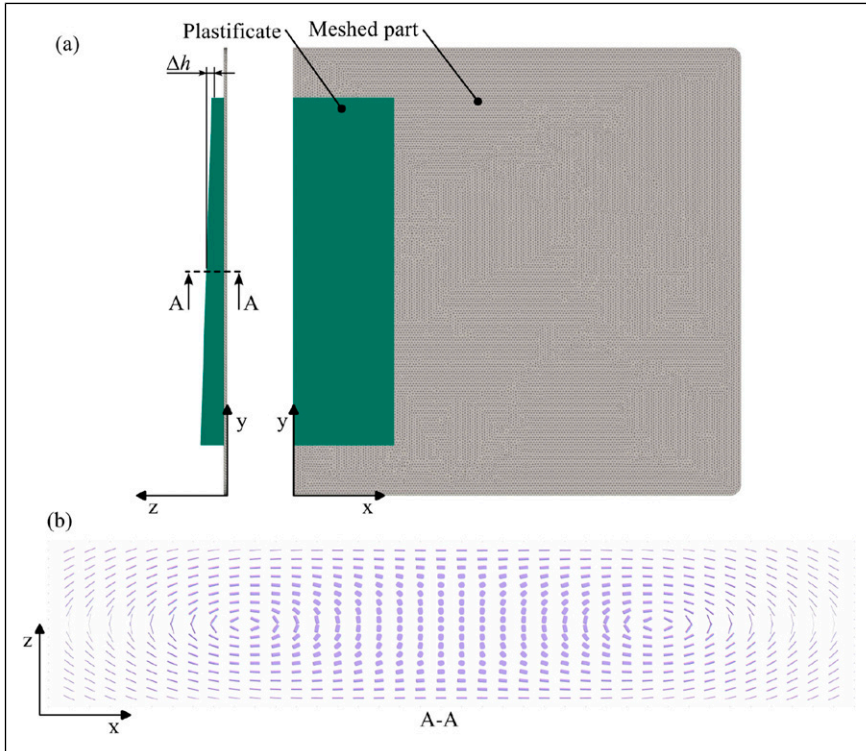 (a)
Plastificate
Meshed part
Δh
A
A
y
y
z
x
(b)
z
x
A-A